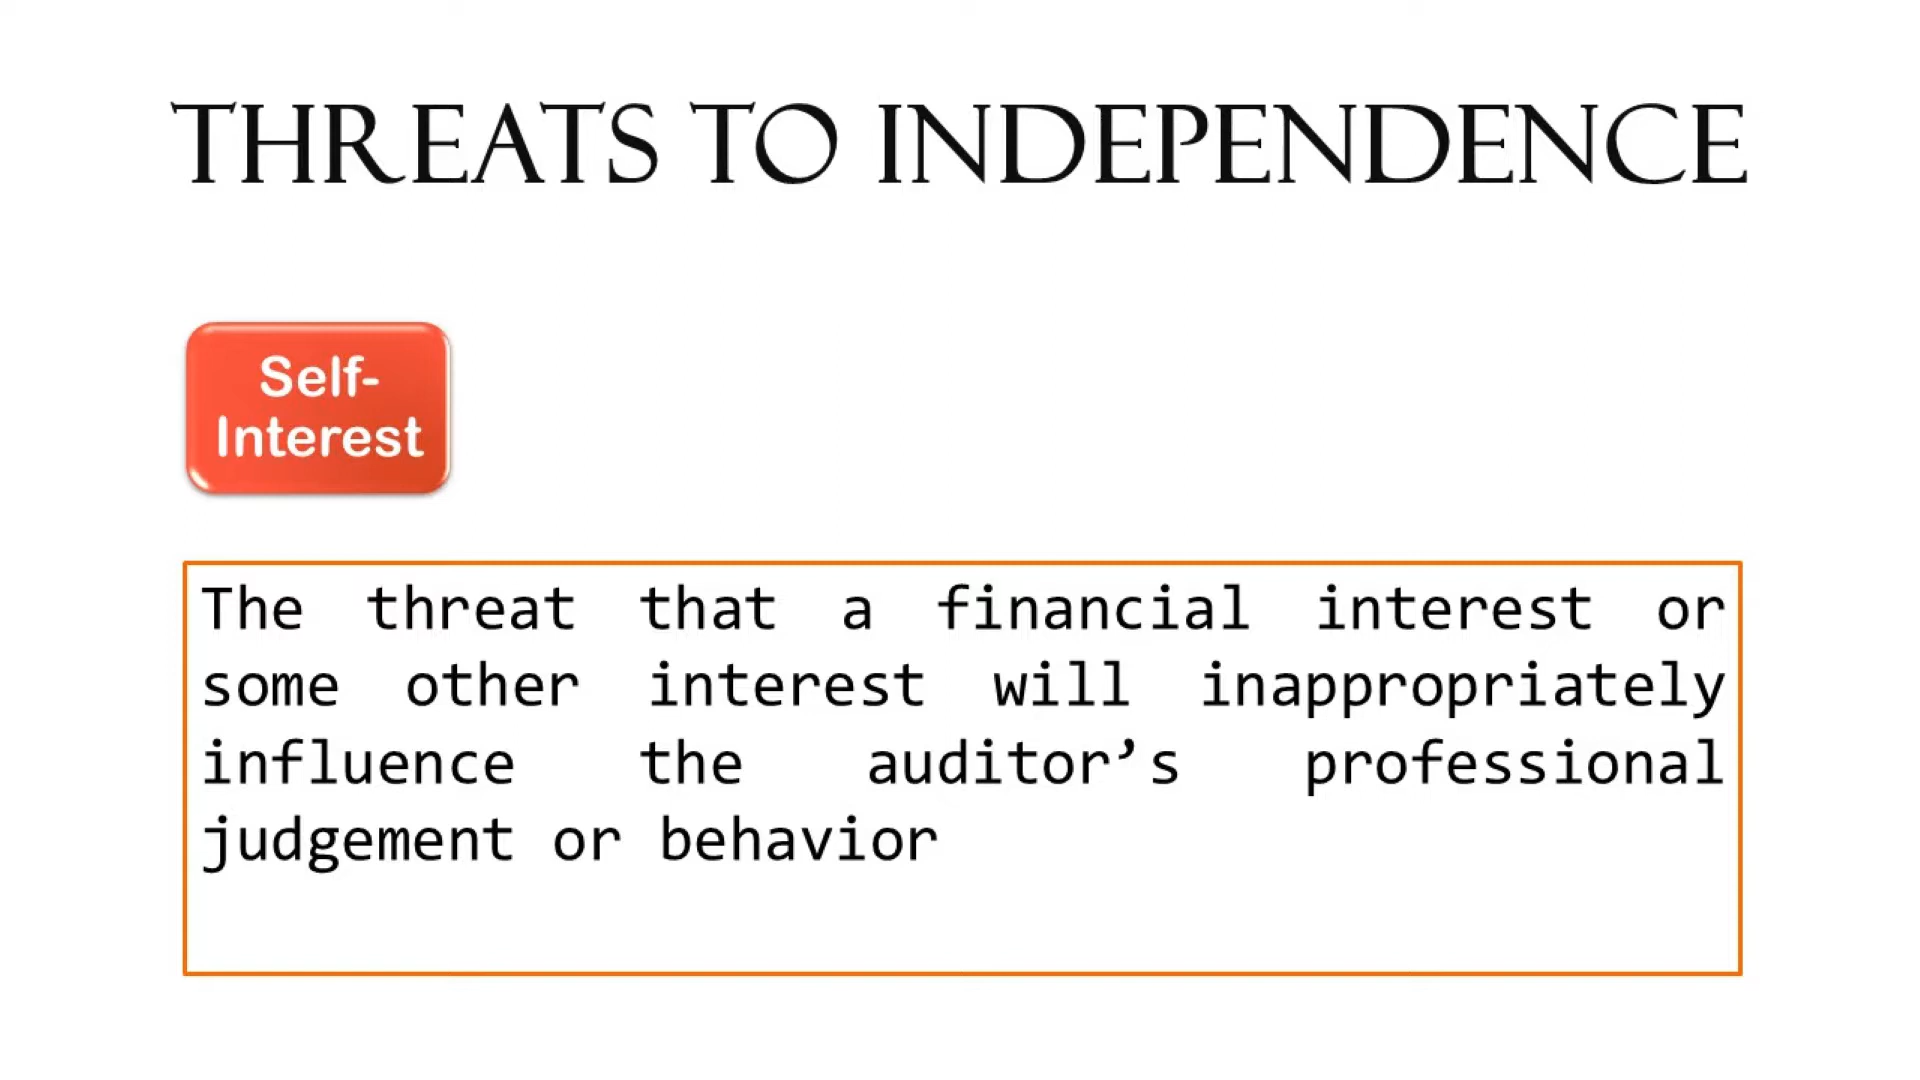 THREATS TO INDEPENDENCE
Self-
Interest
The threat that a financial interest or
some other interest will inappropriately
influence the auditor’s professional
judgement or behavior